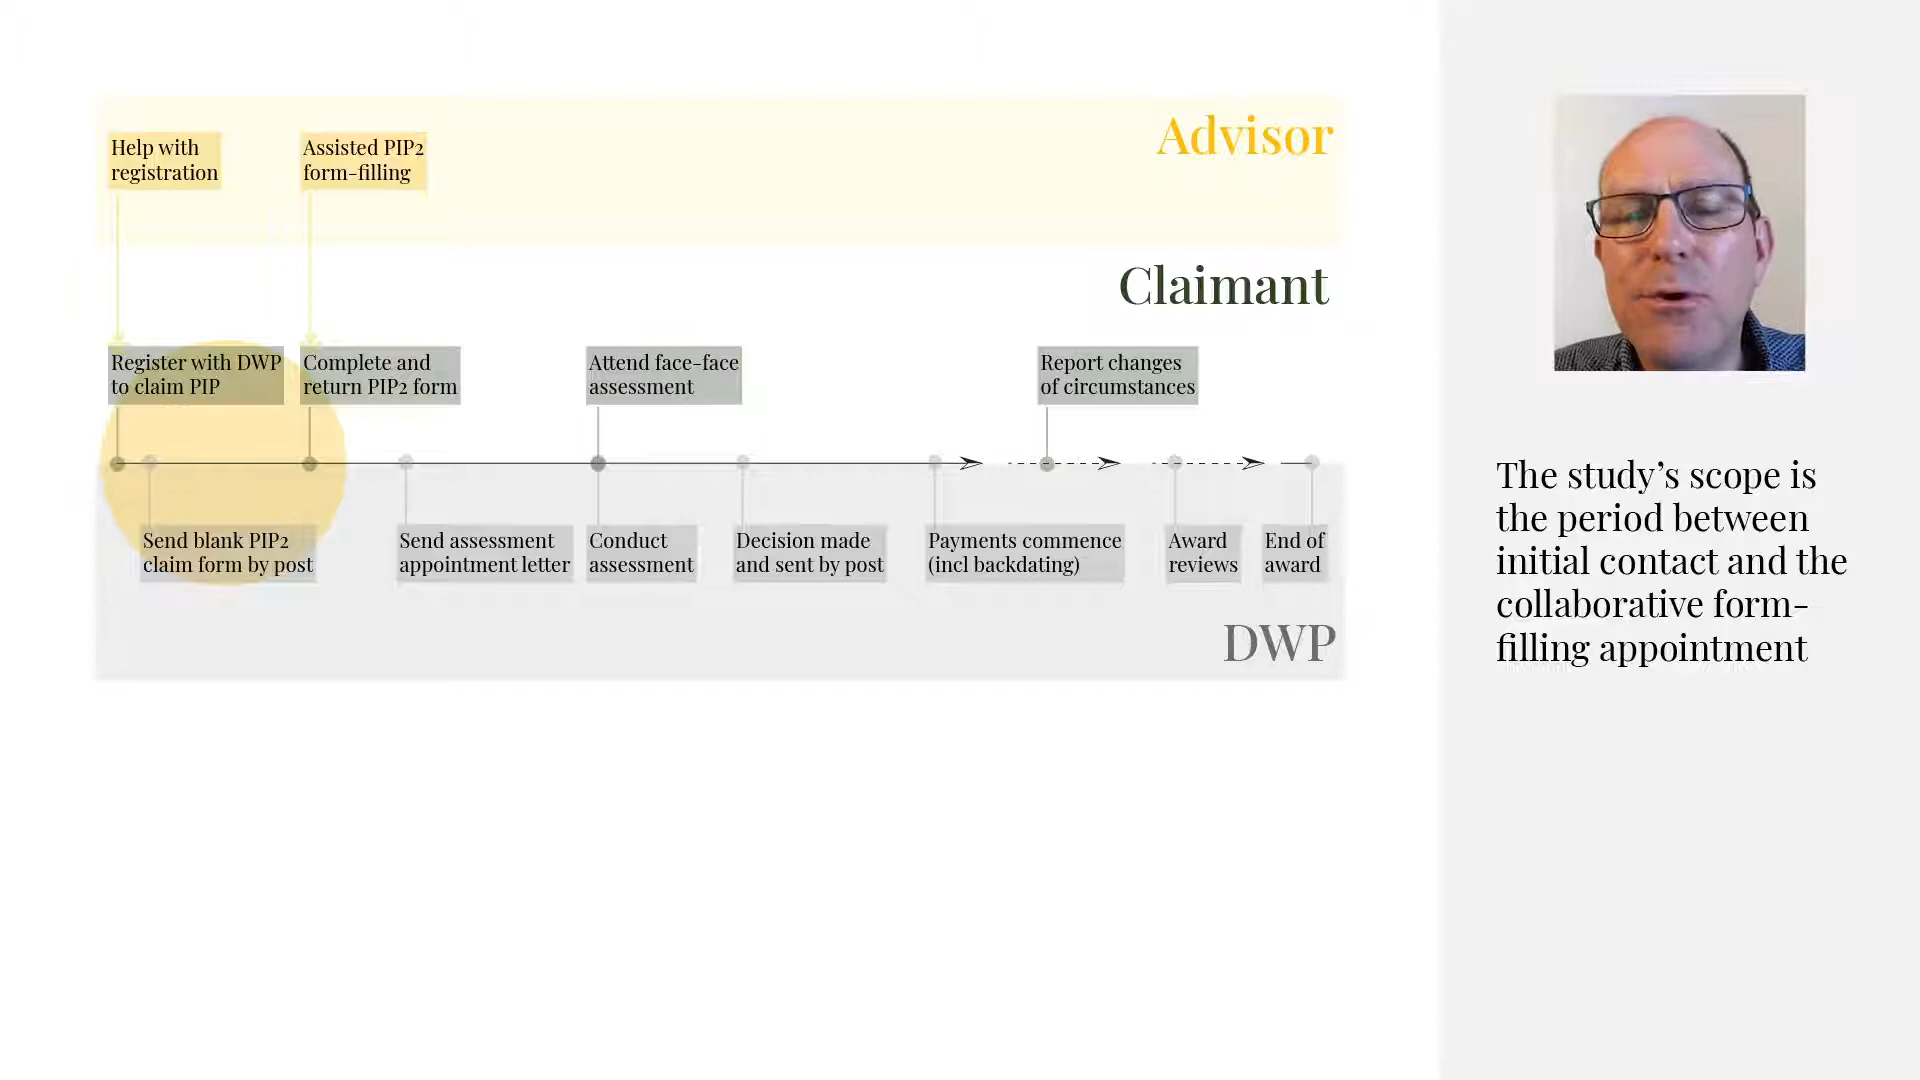 Advisor
Help with
registration
Assisted PIP2
form-filling
Claimant
Register with DWP
to claim PIP
Complete and
return PIP2 form
Attend face-face
assessment
Report changes
of circumstances
Send blank PIP2
claim form by post
Send assessment
appointment letter
Conduct
assessment
Decision made
and sent by post
Payments commence
(incl backdating)
Award
reviews
End of
award
DWP
The study’s scope is
the period between
initial contact and the
collaborative form-
filling appointment